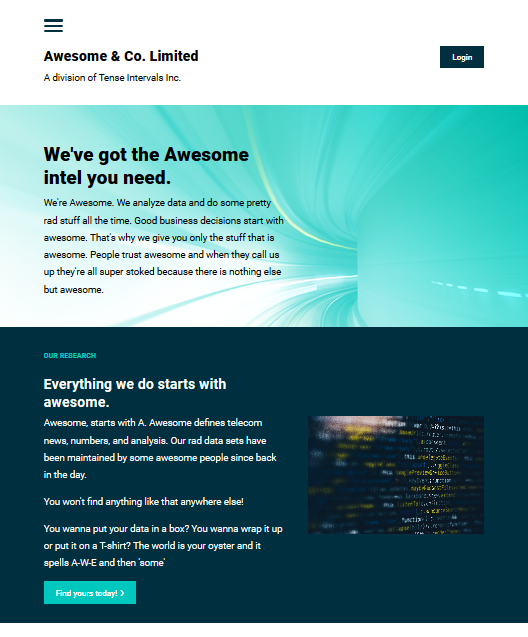 Awesome & Co. Limited
Login
A division of Tense Intervals Inc.
We've got the Awesome
intel you need.
We're Awesome. We analyze data and do some pretty
rad stuff all the time. Good business decisions start with
awesome. That's why we give you only the stuff that is
awesome. People trust awesome and when they call us
up they're all super stoked because there is nothing else
but awesome.
OUR RESEARCH
Everything we do starts with
awesome.
Awesome, starts with A. Awesome defines telecom
news, numbers, and analysis. Our rad data sets have
been maintained by some awesome people since back
in the day.
You won't find anything like that anywhere else!
You wanna put your data in a box? You wanna wrap it up
or put it on a T-shirt? The world is your oyster and it
spells A-W-E and then 'some'
Find yours today! ❯